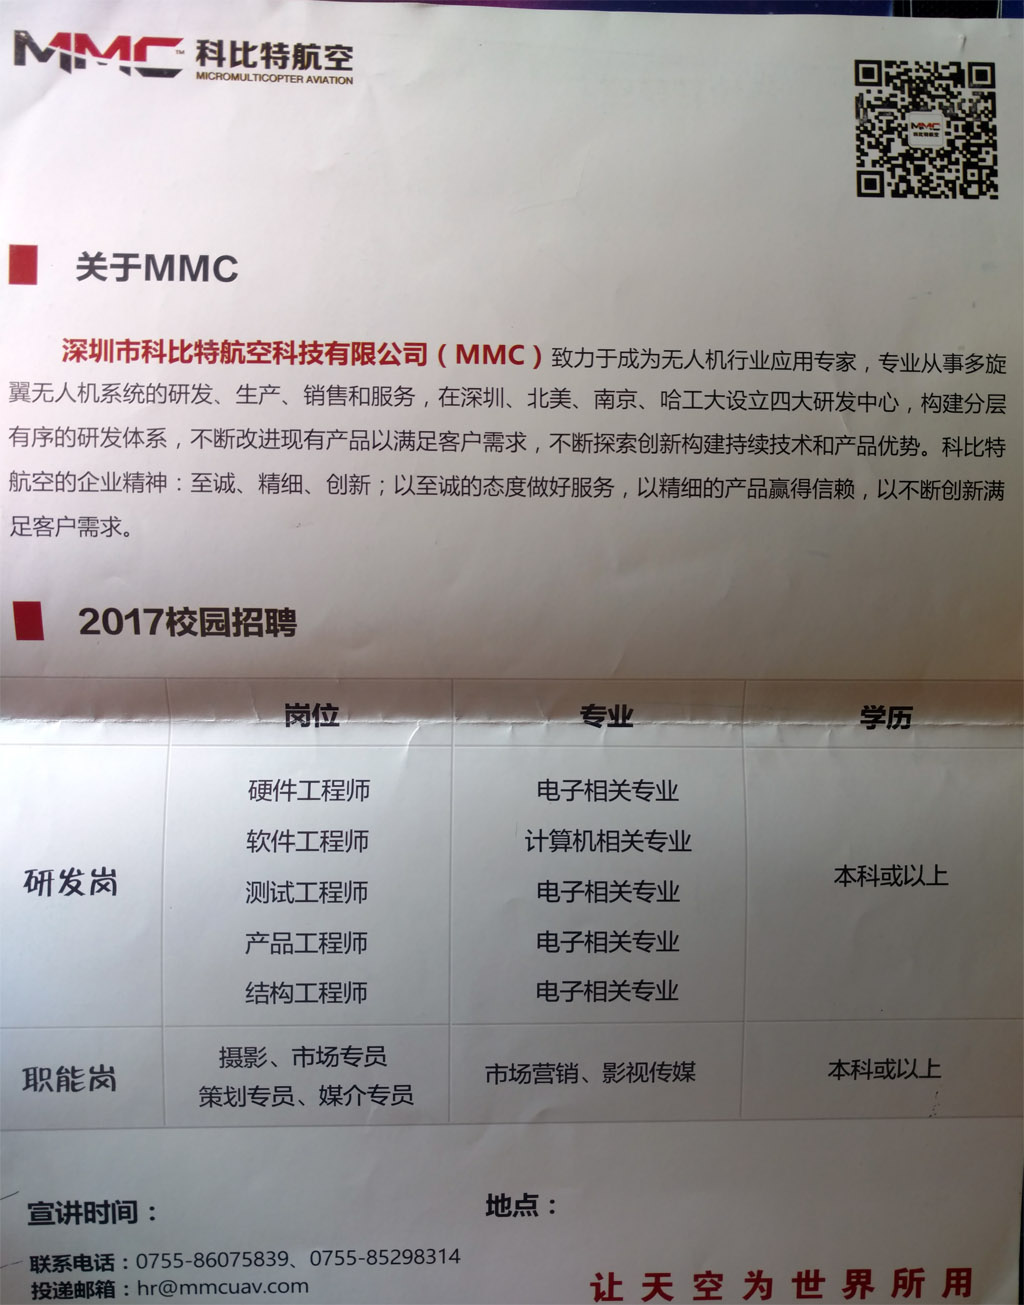 MMC™ 科比特航空
MICROMULTICOPTER AVIATION
MMC
科比特航空
关于MMC
深圳市科比特航空科技有限公司（MMC）致力于成为无人机行业应用专家，专业从事多旋
翼无人机系统的研发、生产、销售和服务，在深圳、北美、南京、哈工大设立四大研发中心，构建分层
有序的研发体系，不断改进现有产品以满足客户需求，不断探索创新构建持续技术和产品优势。科比特
航空的企业精神：至诚、精细、创新；以至诚的态度做好服务，以精细的产品赢得信赖，以不断创新满
足客户需求。
2017校园招聘
岗位 专业 学历
研发岗
硬件工程师 电子相关专业
软件工程师 计算机相关专业
测试工程师 电子相关专业
产品工程师 电子相关专业
结构工程师 电子相关专业
本科或以上
职能岗
摄影、市场专员
策划专员、媒介专员
市场营销、影视传媒
本科或以上
宣讲时间： 地点：
联系电话：0755-86075839、0755-85298314
投递邮箱：hr@mmcuav.com
让天空为世界所用